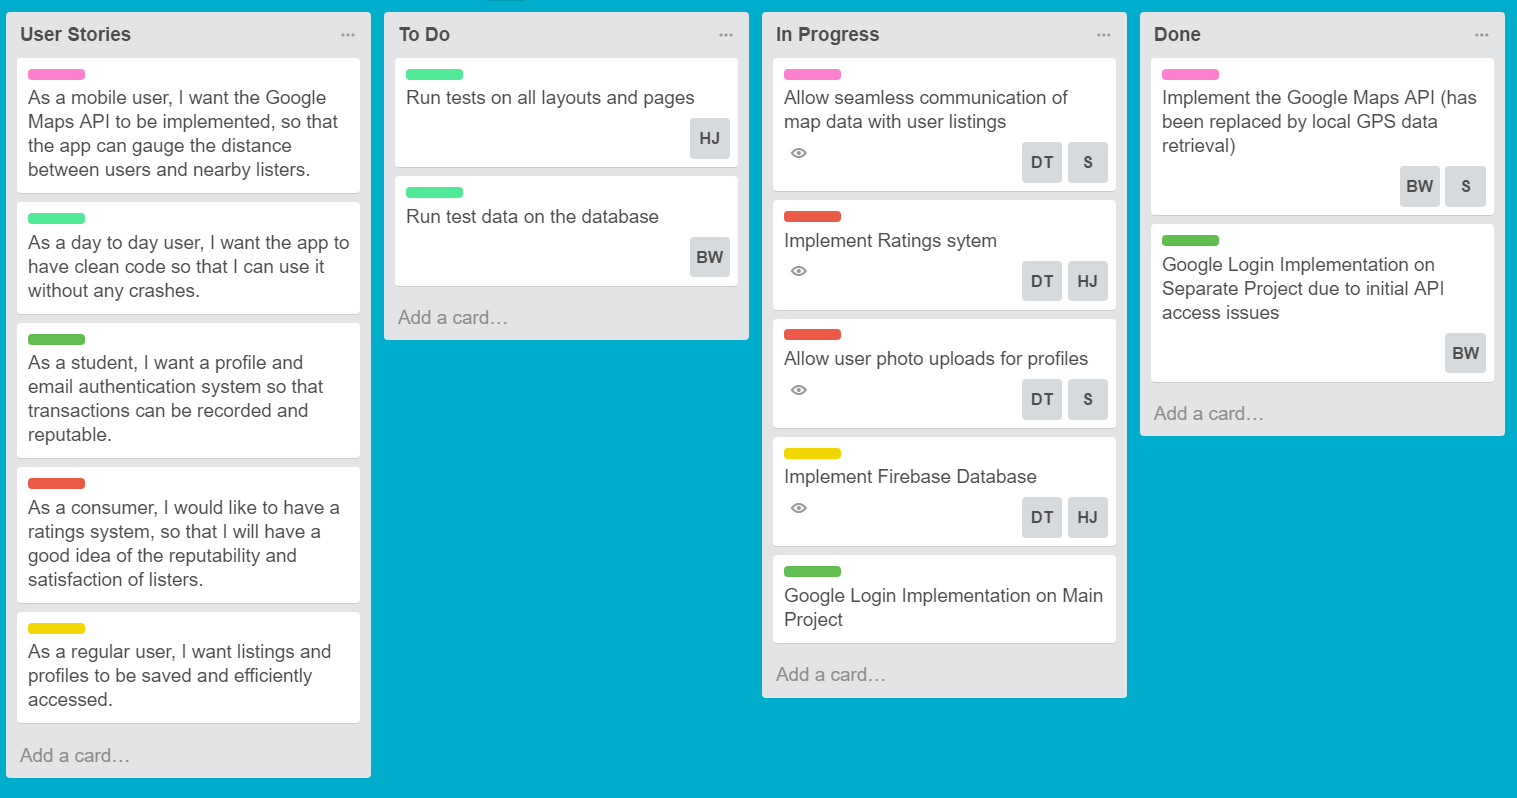 User Stories
As a mobile user, I want the Google
Maps API to be implemented, so that
the app can gauge the distance
between users and nearby listers.
As a day to day user, I want the app to
have clean code so that I can use it
without any crashes.
As a student, I want a profile and
email authentication system so that
transactions can be recorded and
reputable.
As a consumer, I would like to have a
ratings system, so that I will have a
good idea of the reputability and
satisfaction of listers.
As a regular user, I want listings and
profiles to be saved and efficiently
accessed.
Add a card…
To Do
Run tests on all layouts and pages
HJ
Run test data on the database
BW
Add a card…
In Progress
Allow seamless communication of
map data with user listings
DT S
Implement Ratings sytem
DT HJ
Allow user photo uploads for profiles
DT S
Implement Firebase Database
DT HJ
Google Login Implementation on Main
Project
Add a card…
Done
Implement the Google Maps API (has
been replaced by local GPS data
retrieval)
BW S
Google Login Implementation on
Separate Project due to initial API
access issues
BW
Add a card…